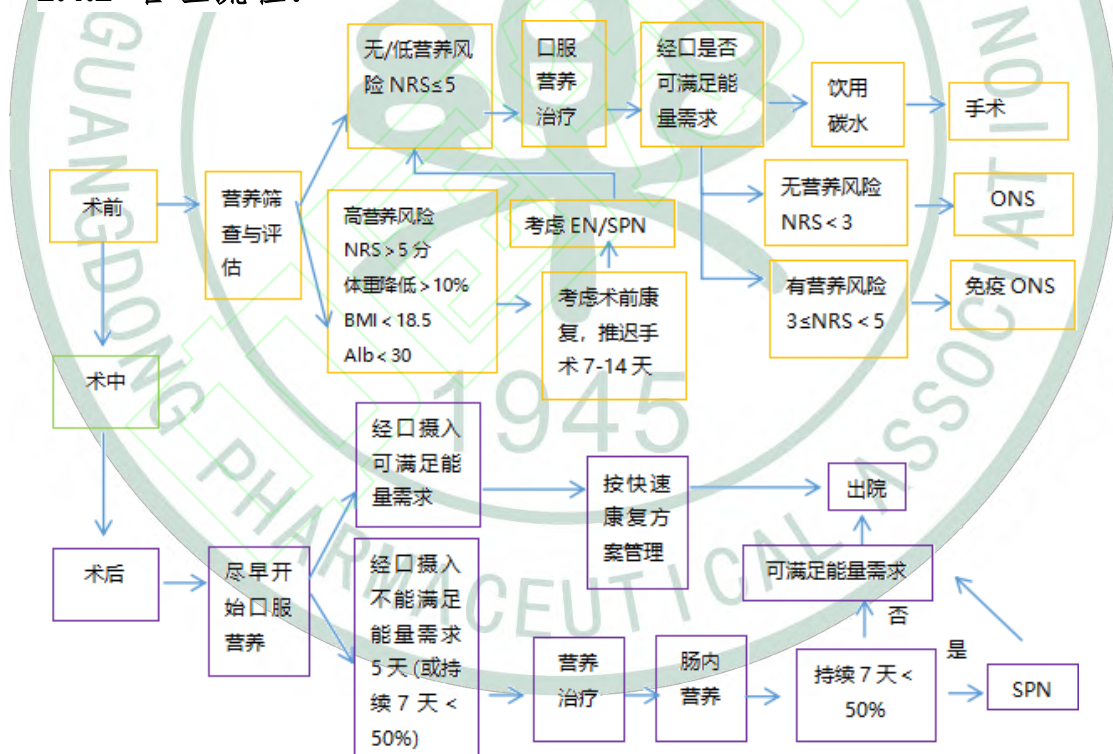 无/低营养风
险 NRS≤5
口服
营养
治疗
经口是否
可满足能
量需求
饮用
碳水
手术
术前
营养筛
查与评
估
高营养风险
NRS>5分
体重降低>10%
BMI<18.5
Alb<30
考虑 EN/SPN
考虑术前康
复，推迟手
术 7-14 天
无营养风险
NRS<3
ONS
有营养风险
3≤NRS<5
免疫 ONS
术中
经口摄入
可满足能
量需求
按快速
康复方
案管理
出院
术后
尽早开
始口服
营养
经口摄入
不能满足
能量需求
5天(或持
续7天<
50%)
营养
治疗
肠内
营养
持续7天<
50%
可满足能量需求
否
是
SPN
GUANGDONG PHARMACEUTICAL ASSOCIATION
1945